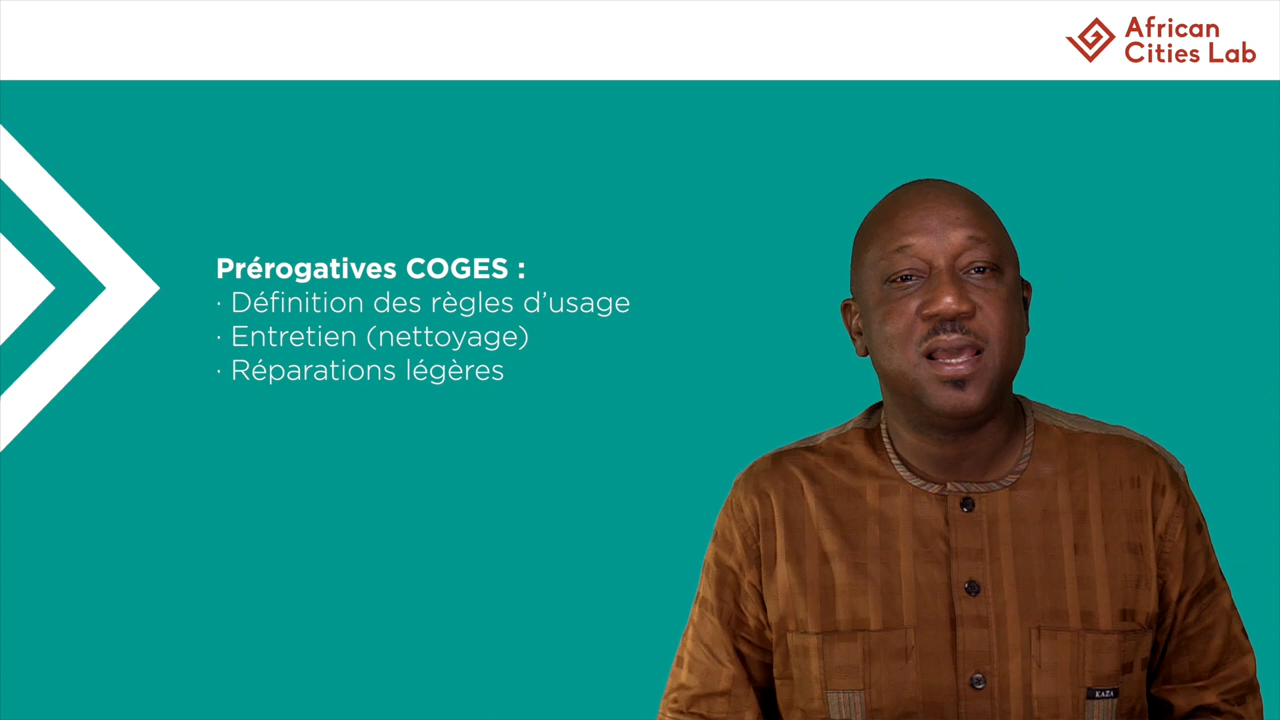 African
Cities Lab
Prérogatives COGES :
· Définition des règles d’usage
· Entretien (nettoyage)
· Réparations légères
KAZA